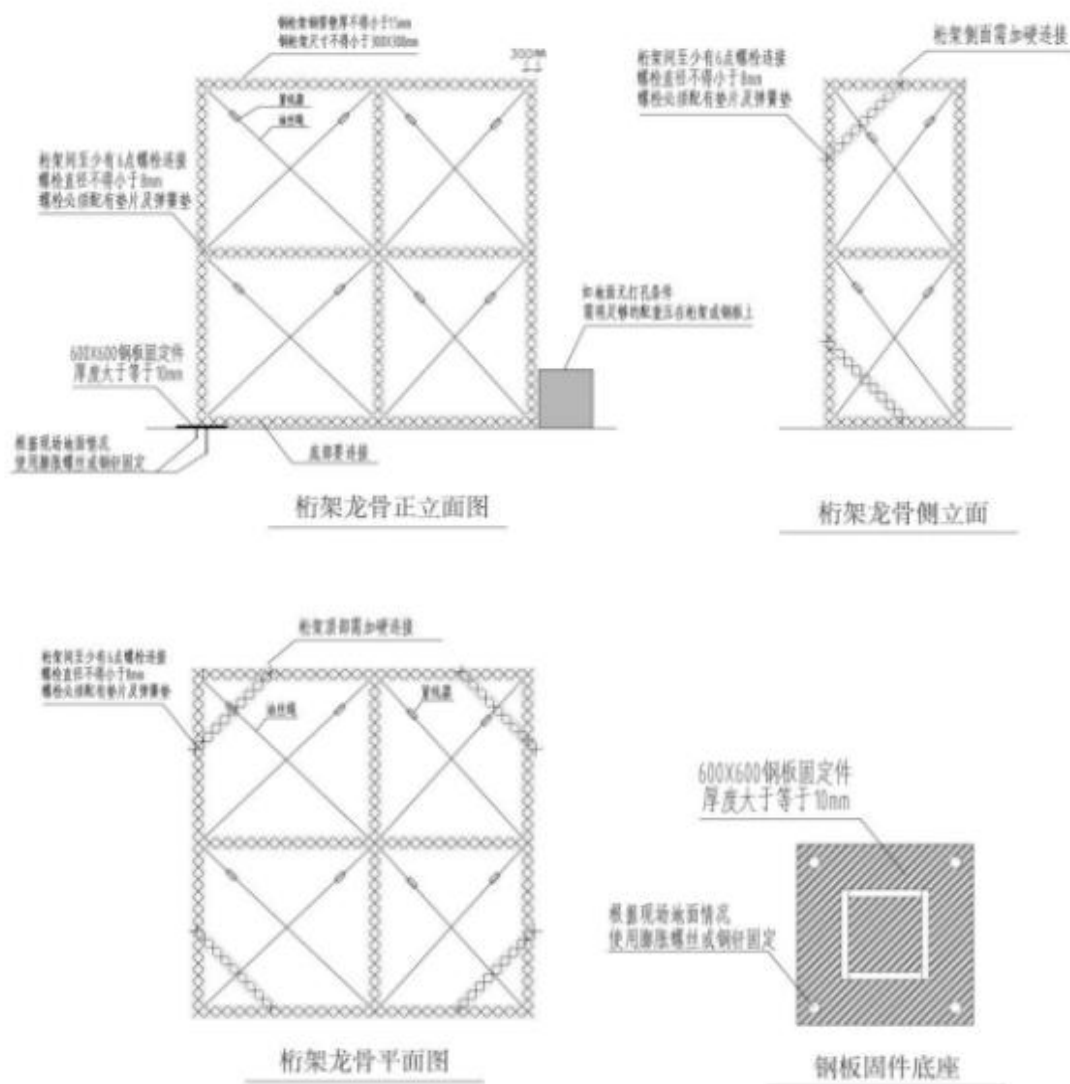 钢桁架钢管壁厚不得小于15mm
钢桁架尺寸不得小于300X300mm
300mm
紧线器
油丝绳
桁架间至少有6点螺栓连接
螺栓直径不得小于8mm
螺栓必须配有垫片及弹簧垫
如地面无打孔条件
需用足够的配重压在桁架或钢板上
600X600钢板固定件
厚度大于等于10mm
根据现场地面情况
使用膨胀螺丝或钢钎固定
底部要连接
桁架龙骨正立面图
桁架侧面需加硬连接
桁架间至少有6点螺栓连接
螺栓直径不得小于8mm
螺栓必须配有垫片及弹簧垫
桁架龙骨侧立面
桁架顶部需加硬连接
桁架间至少有6点螺栓连接
螺栓直径不得小于8mm
螺栓必须配有垫片及弹簧垫
紧线器
油丝绳
桁架龙骨平面图
600X600钢板固定件
厚度大于等于10mm
根据现场地面情况
使用膨胀螺丝或钢钎固定
钢板固件底座